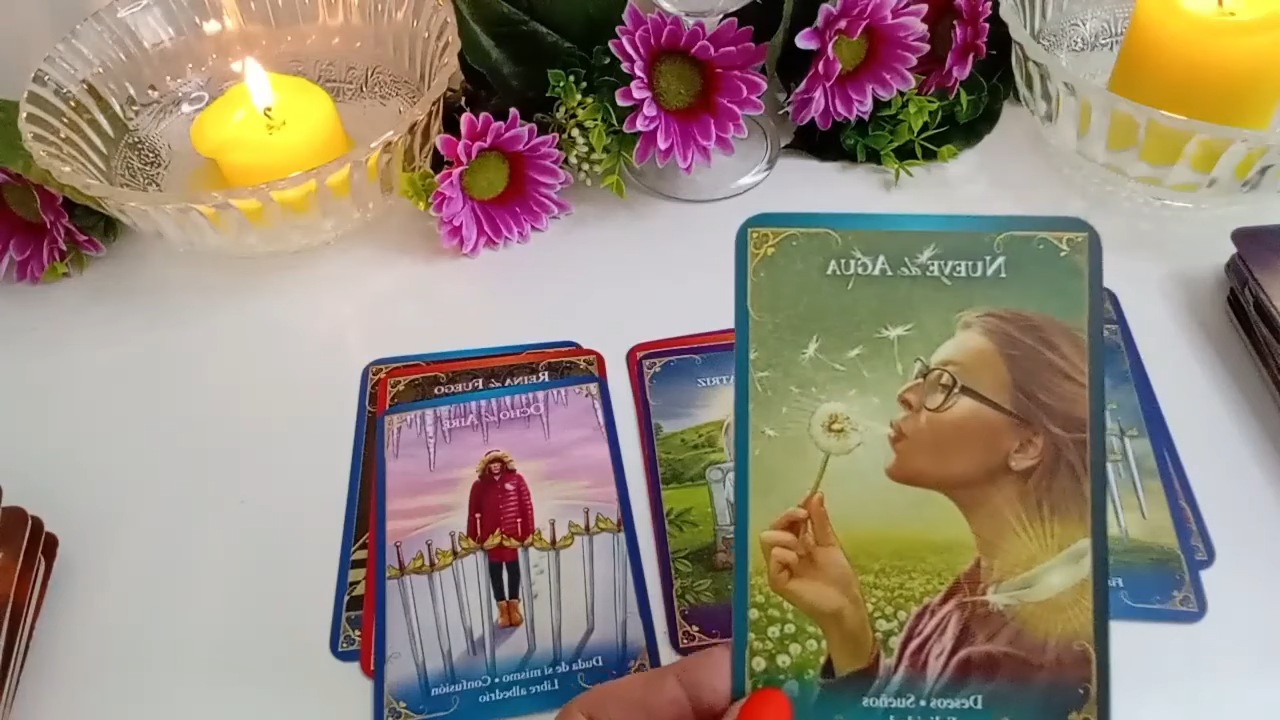 NUEVE de AGUA
Deseos • Sueños
REINA de FUEGO
OCHO de AIRE
Duda de sí mismo • Confusión
Libre albedrío